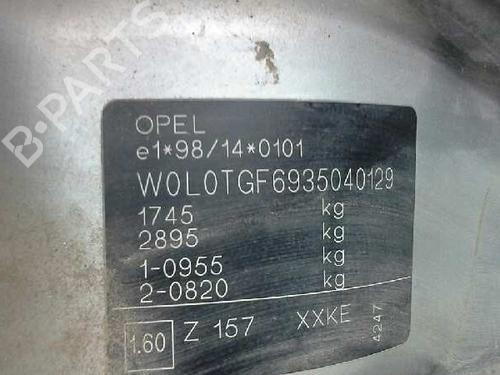 B-PARTS
OPEL
e1*98/14*0101
W0L0TGF6935040129
1745 kg
2895 kg
1-0955 kg
2-0820 kg
1.60 Z 157 XXKE 4247